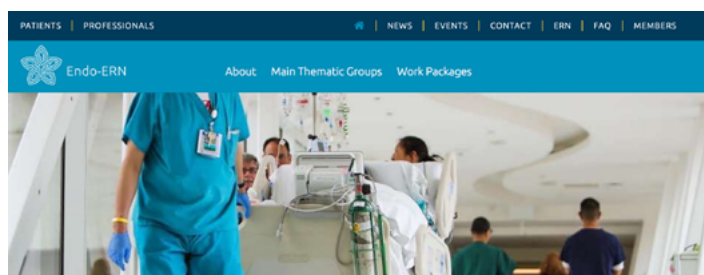 PATIENTS | PROFESSIONALS | NEWS | EVENTS | CONTACT | ERN | FAQ | MEMBERS
Endo-ERN About Main Thematic Groups Work Packages